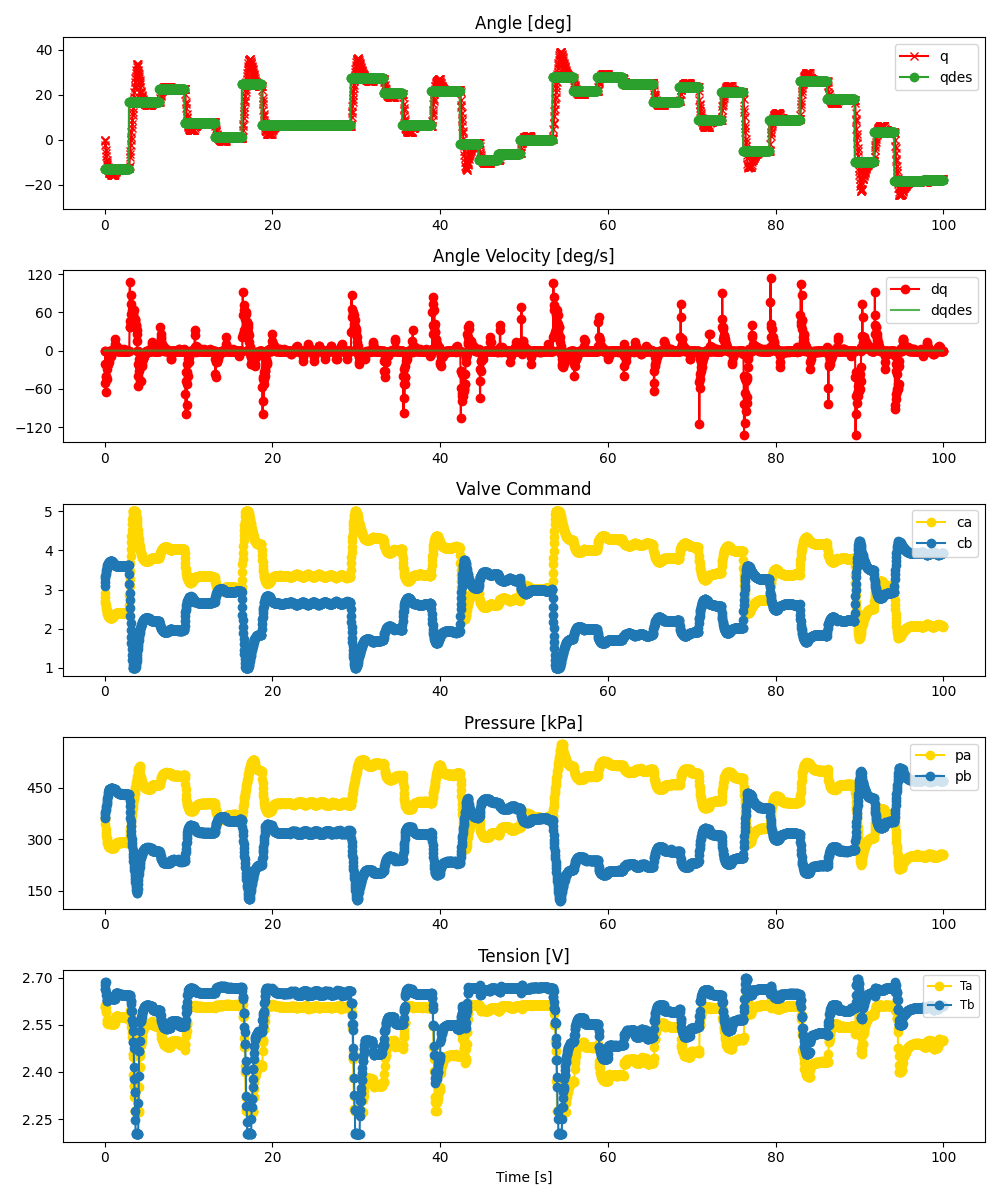 Angle [deg]
40
20
0
−20
q
qdes
0 20 40 60 80 100
Angle Velocity [deg/s]
120
60
0
−60
−120
dq
dqdes
0 20 40 60 80 100
Valve Command
5
4
3
2
1
ca
cb
0 20 40 60 80 100
Pressure [kPa]
450
300
150
pa
pb
0 20 40 60 80 100
Tension [V]
2.70
2.55
2.40
2.25
Ta
Tb
0 20 40 60 80 100
Time [s]